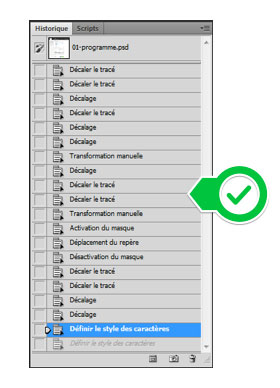 Historique Scripts
01-programme.psd
Décaler le tracé
Décaler le tracé
Décalage
Décaler le tracé
Décalage
Décalage
Transformation manuelle
Décalage
Décaler le tracé
Décaler le tracé
Transformation manuelle
Activation du masque
Déplacement du repère
Désactivation du masque
Décaler le tracé
Décaler le tracé
Décalage
Décalage
Définir le style des caractères
Définir le style des caractères